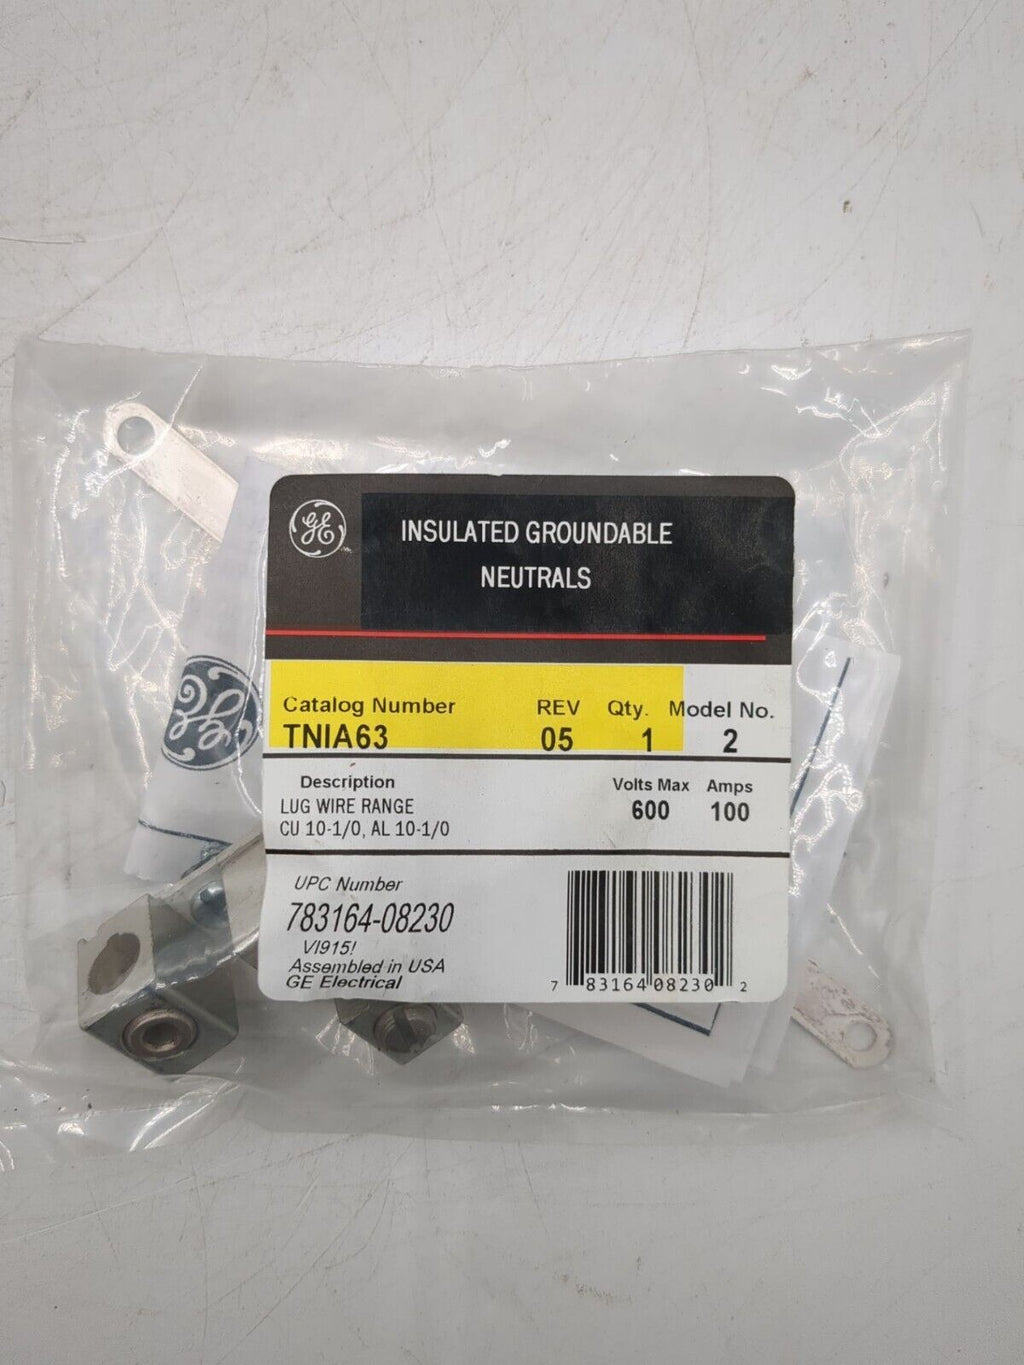 GE
INSULATED GROUNDABLE
NEUTRALS
Catalog Number REV Qty. Model No.
TNIA63 05 1 2
Description Volts Max Amps
LUG WIRE RANGE 600 100
CU 10-1/0, AL 10-1/0
UPC Number
783164-08230
VI915!
Assembled in USA
GE Electrical
7 83164 08230 2
GE